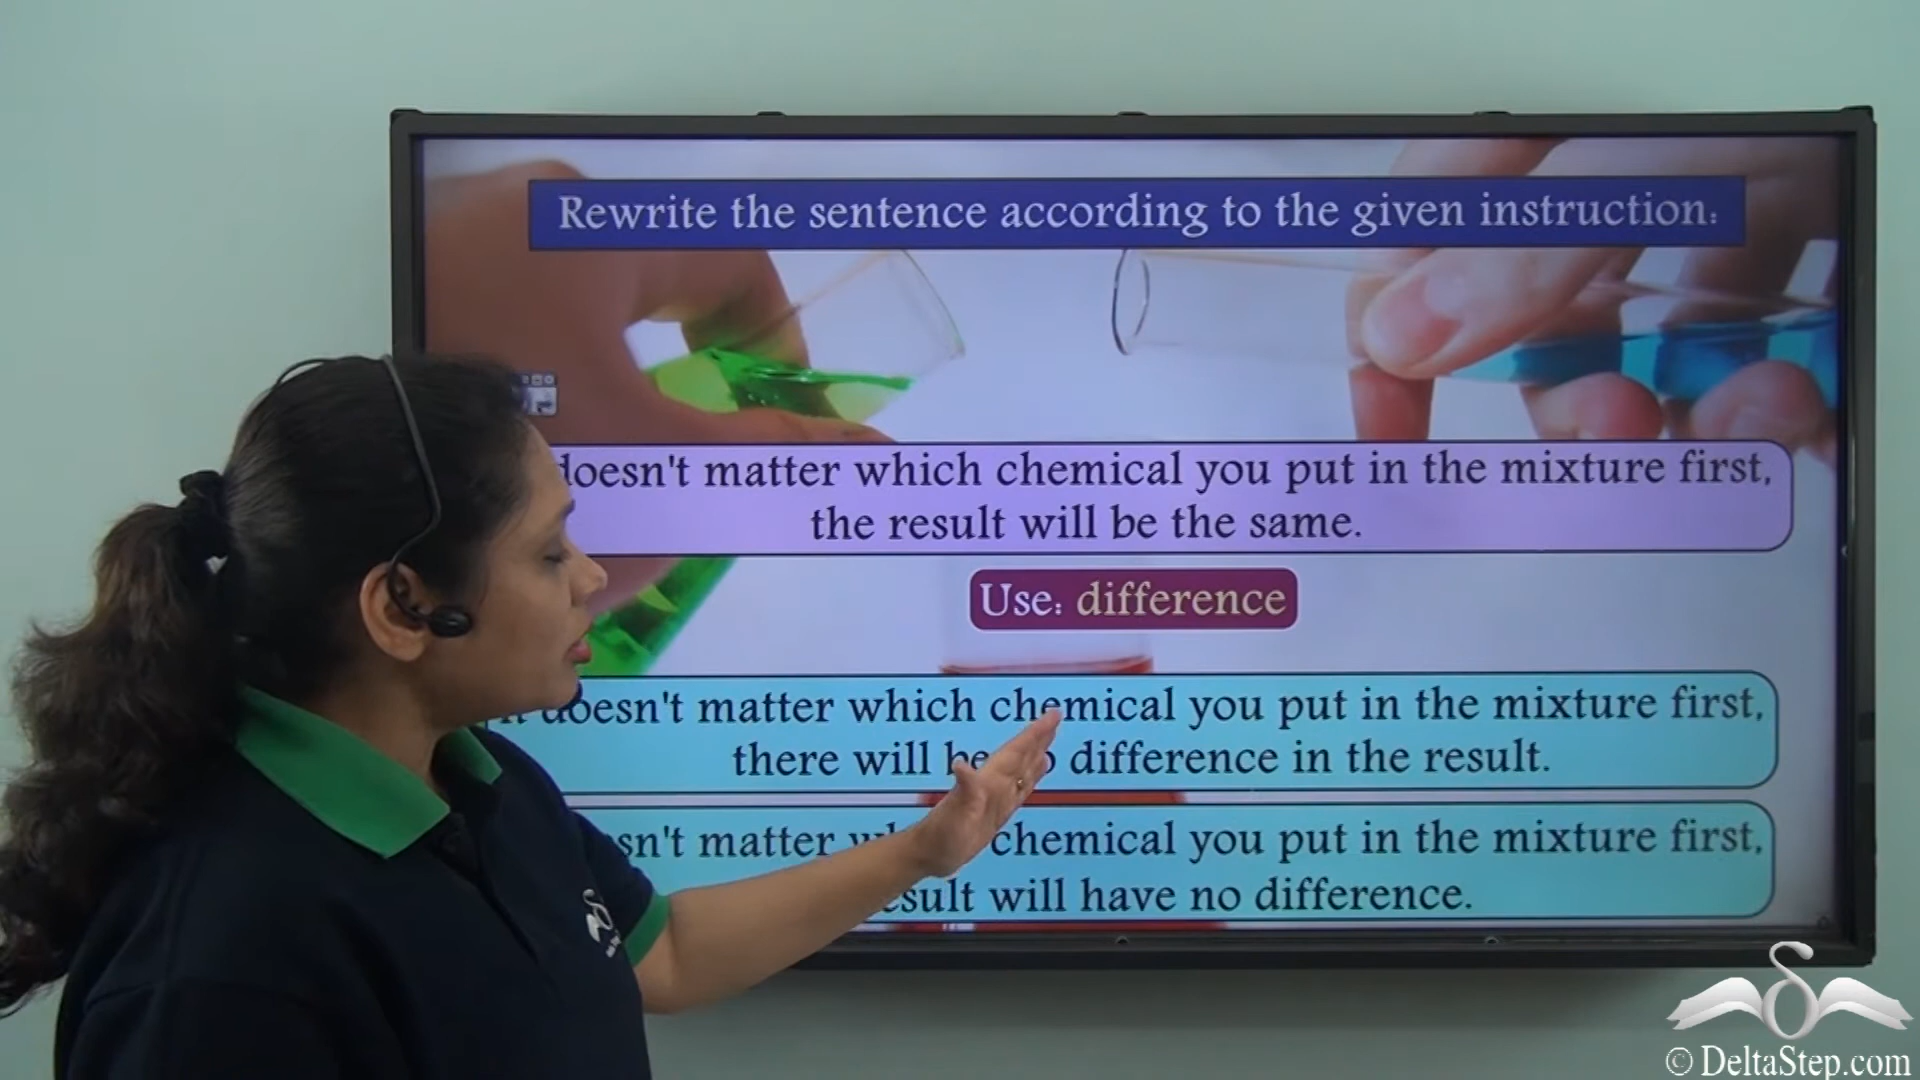 Rewrite the sentence according to the given instruction:
doesn't matter which chemical you put in the mixture first,
the result will be the same.
Use: difference
doesn't matter which chemical you put in the mixture first,
there will be difference in the result.
matter chemical you put in the mixture first,
will have no difference.
© DeltaStep.com